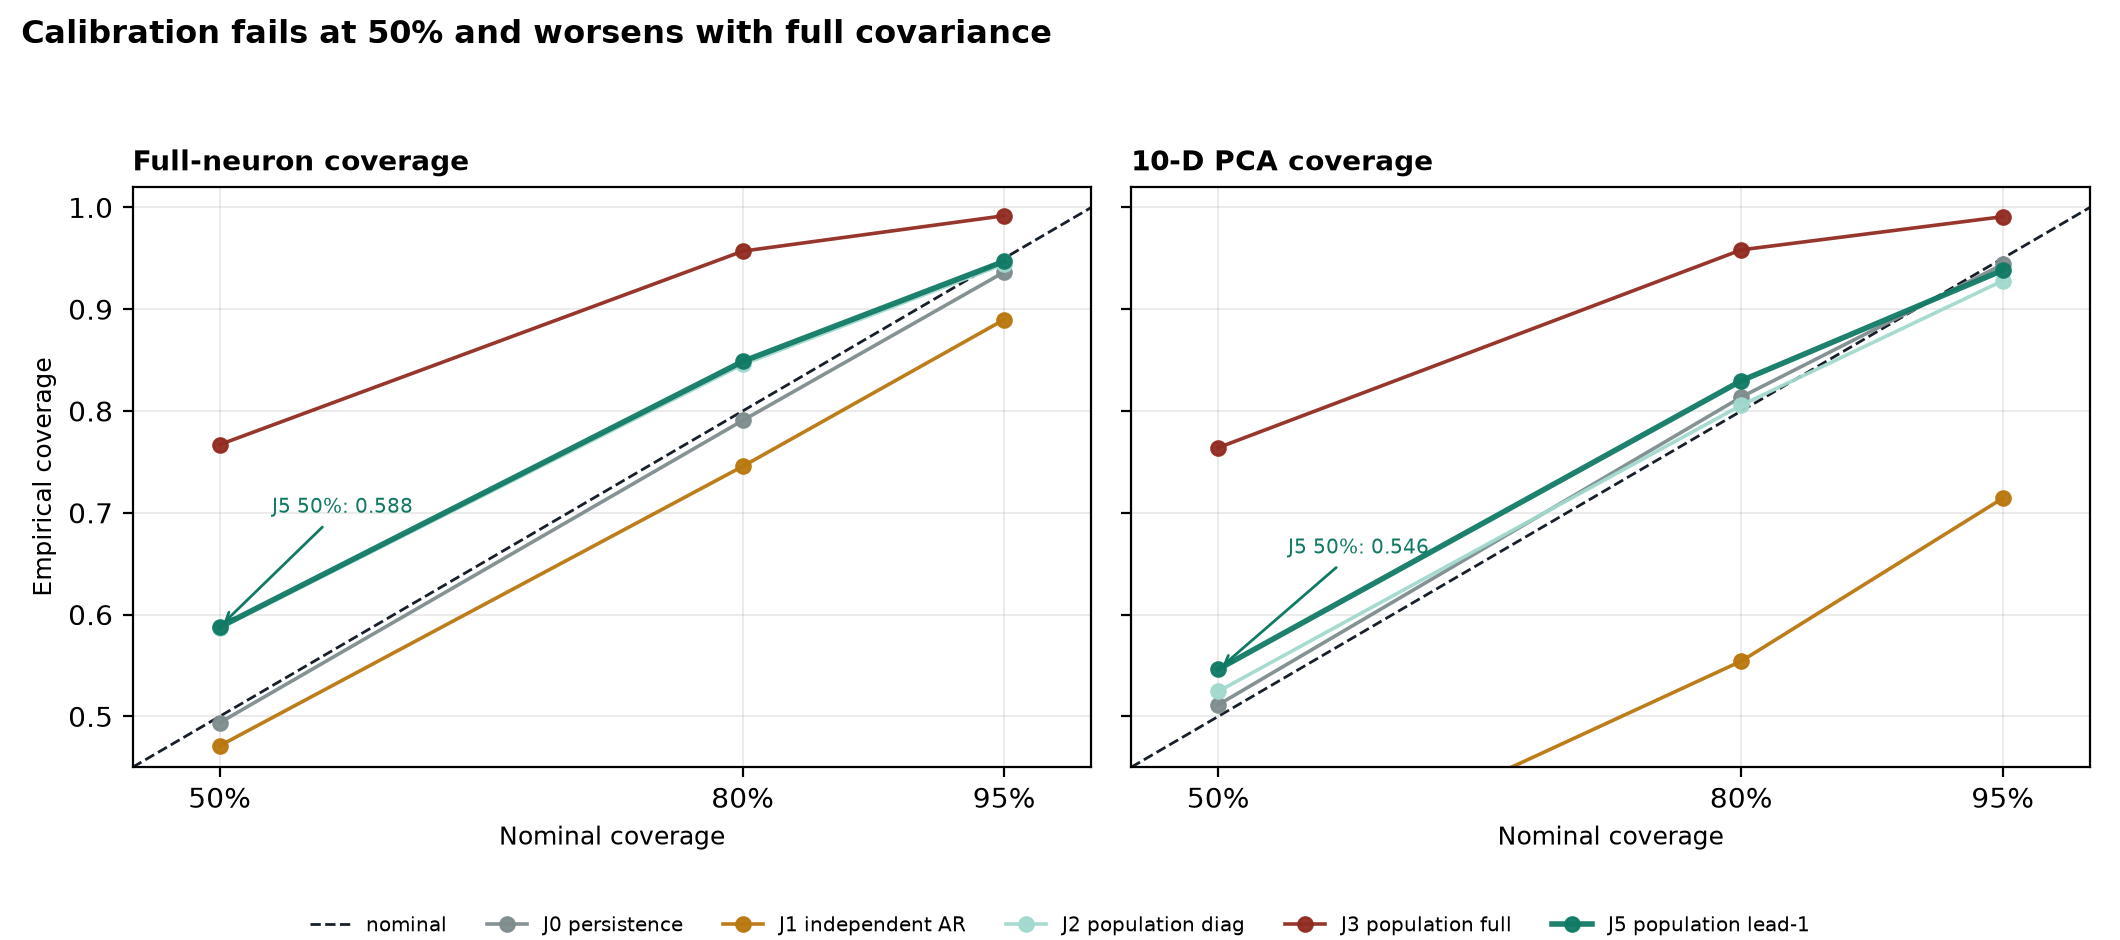 Calibration fails at 50% and worsens with full covariance
Full-neuron coverage
Empirical coverage
1.0
0.9
0.8
0.7
0.6
0.5
J5 50%: 0.588
50%
80%
95%
Nominal coverage
10-D PCA coverage
J5 50%: 0.546
50%
80%
95%
Nominal coverage
nominal
J0 persistence
J1 independent AR
J2 population diag
J3 population full
J5 population lead-1